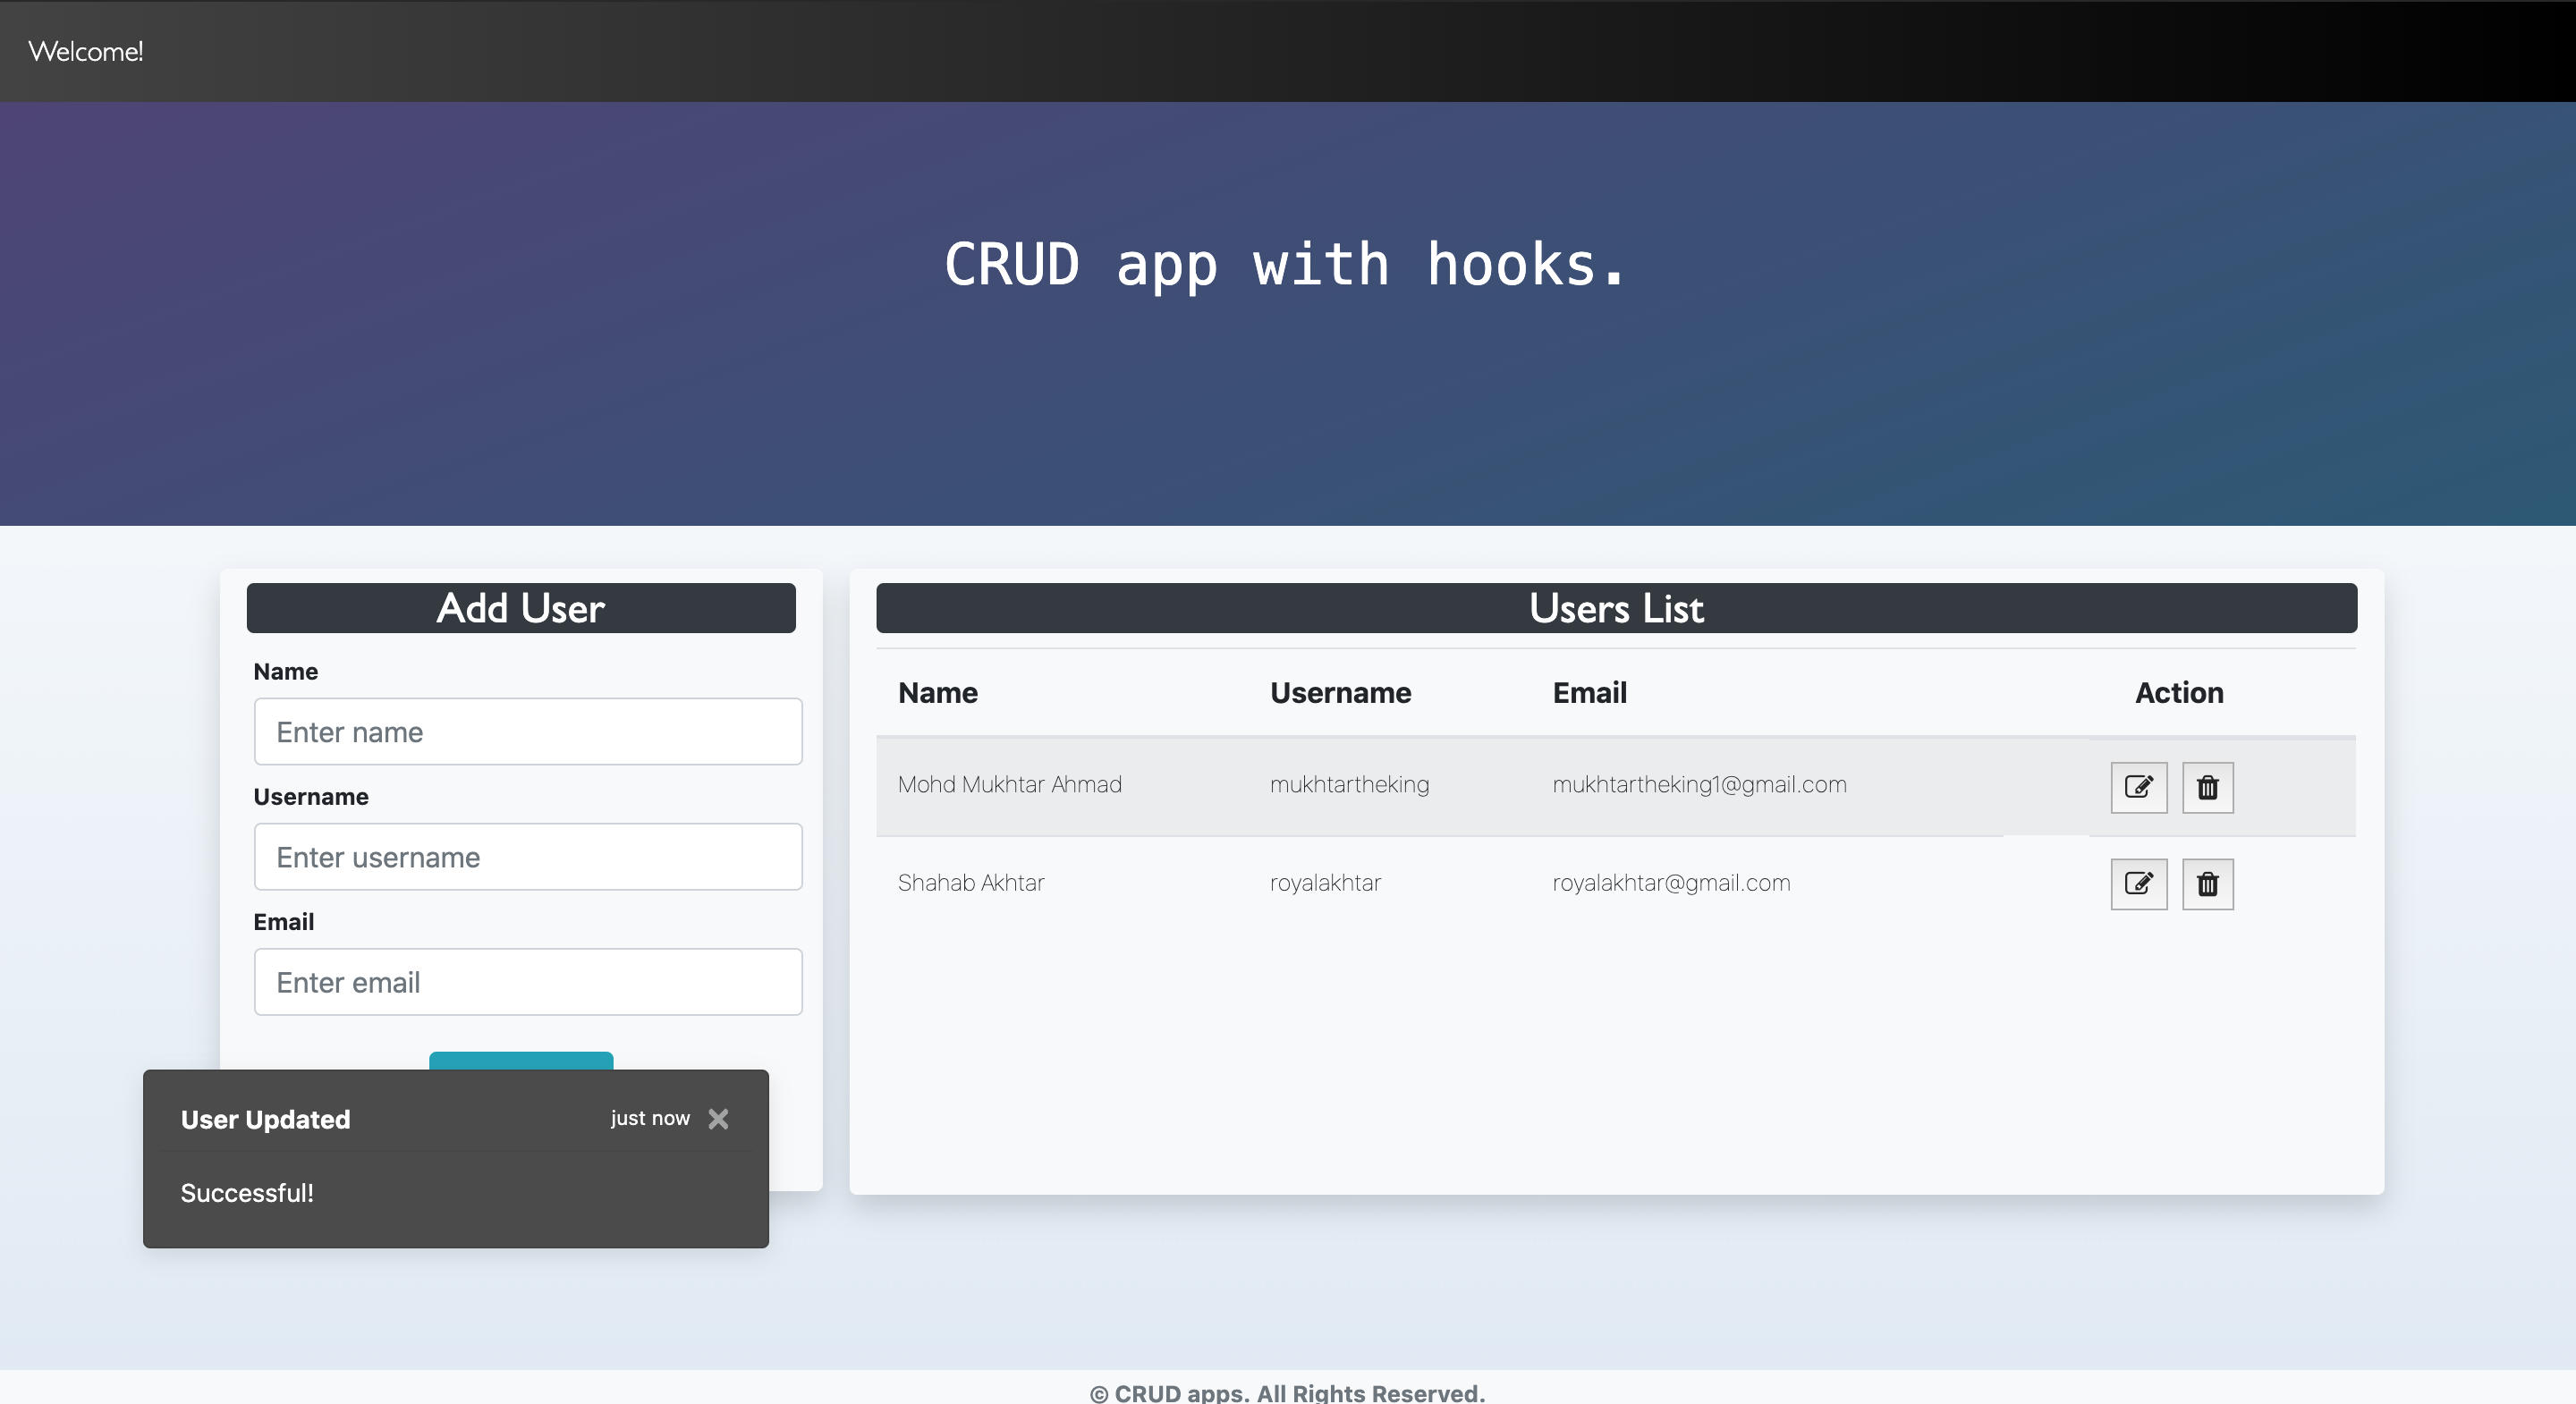 Welcome!
CRUD app with hooks.
Add User
Name
Enter name
Username
Enter username
Email
Enter email
User Updated just now
Successful!
Users List
Name Username Email Action
Mohd Mukhtar Ahmad mukhtartheking mukhtartheking1@gmail.com
Shahab Akhtar royalakhtar royalakhtar@gmail.com
© CRUD apps. All Rights Reserved.